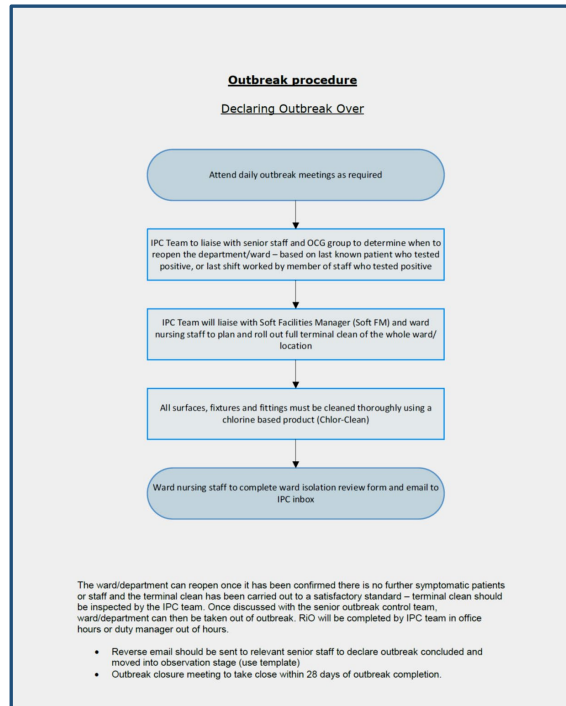 Outbreak procedure
Declaring Outbreak Over
Attend daily outbreak meetings as required
IPC Team to liaise with senior staff and OCG group to determine when to
reopen the department/ward – based on last known patient who tested
positive, or last shift worked by member of staff who tested positive
IPC Team will liaise with Soft Facilities Manager (Soft FM) and ward
nursing staff to plan and roll out full terminal clean of the whole ward/
location
All surfaces, fixtures and fittings must be cleaned thoroughly using a
chlorine based product (Chlor-Clean)
Ward nursing staff to complete ward isolation review form and email to
IPC inbox
The ward/department can reopen once it has been confirmed there is no further symptomatic patients
or staff and the terminal clean has been carried out to a satisfactory standard – terminal clean should
be inspected by the IPC team. Once discussed with the senior outbreak control team,
ward/department can then be taken out of outbreak. RiO will be completed by IPC team in office
hours or duty manager out of hours.
• Reverse email should be sent to relevant senior staff to declare outbreak concluded and
moved into observation stage (use template)
• Outbreak closure meeting to take close within 28 days of outbreak completion.